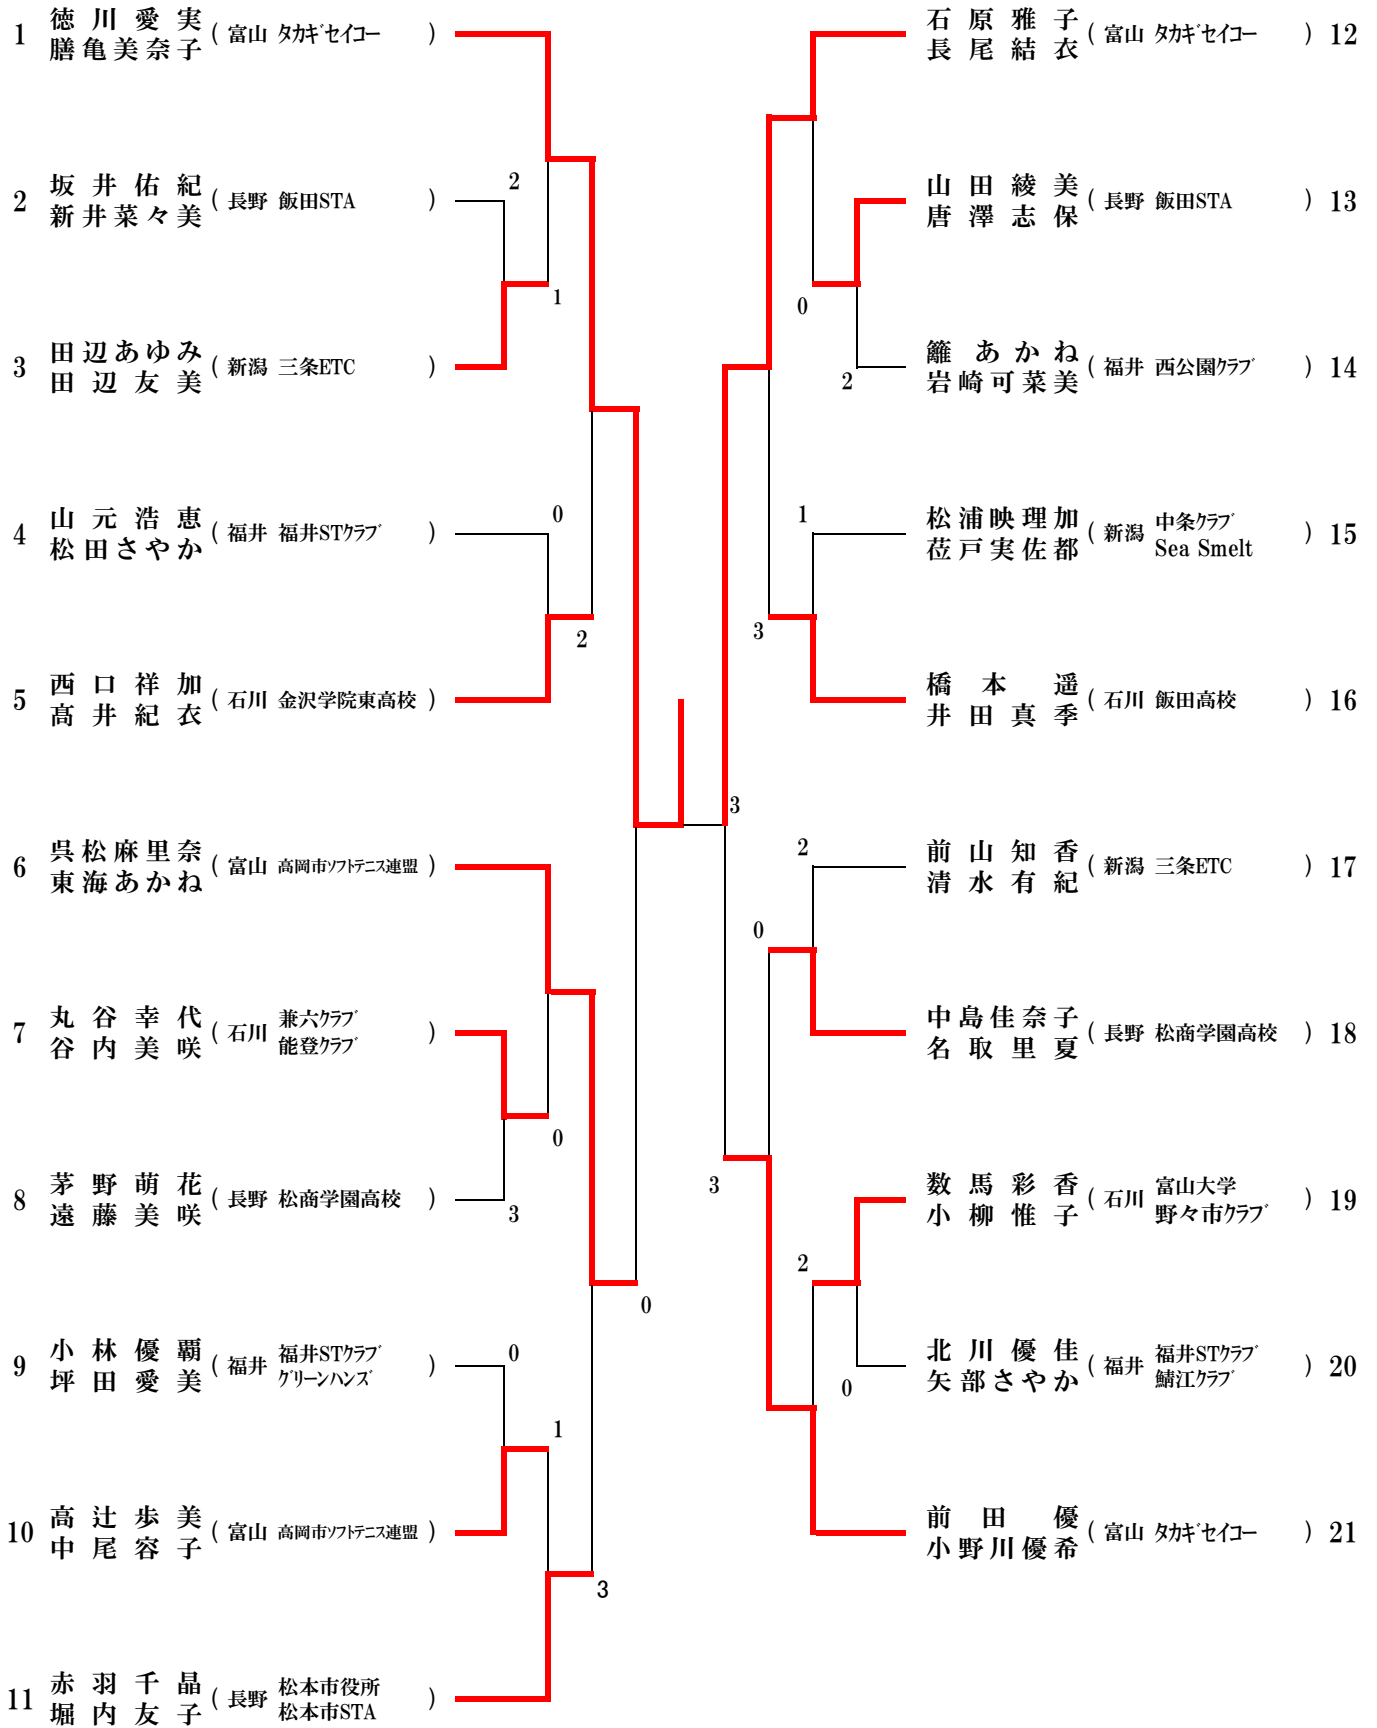 徳川愛実
1 (富山 タカギセイコー)
膳亀美奈子
2
坂井佑紀
2 (長野 飯田STA)
新井菜々美
1
田辺あゆみ
3 (新潟 三条ETC)
田辺友美
0
山元浩恵
4 (福井 福井STクラブ)
松田さやか
2
西口祥加
5 (石川 金沢学院東高校)
髙井紀衣
呉松麻里奈
6 (富山 高岡市ソフトテニス連盟)
東海あかね
丸谷幸代 兼六クラブ
7 (石川)
谷内美咲 能登クラブ
0
茅野萌花
8 (長野 松商学園高校)
遠藤美咲
3
0
小林優覇 福井STクラブ
9 (福井)
坪田愛美 グリーンハンズ
0
1
高辻歩美
10 (富山 高岡市ソフトテニス連盟)
中尾容子
3
赤羽千晶 松本市役所
11 (長野)
堀内友子 松本市STA
石原雅子
(富山 タカギセイコー) 12
長尾結衣
山田綾美
(長野 飯田STA) 13
唐澤志保
0
籬あかね
(福井 西公園クラブ) 14
岩崎可菜美
2
1
松浦映理加 中条クラブ
(新潟) 15
莅戸実佐都 Sea Smelt
3
橋本遥
(石川 飯田高校) 16
井田真季
3
2
前山知香
(新潟 三条ETC) 17
清水有紀
0
中島佳奈子
(長野 松商学園高校) 18
名取里夏
3
数馬彩香 富山大学
(石川) 19
小柳惟子 野々市クラブ
2
北川優佳 福井STクラブ
(福井) 20
矢部さやか 鯖江クラブ
0
前田優
(富山 タカギセイコー) 21
小野川優希